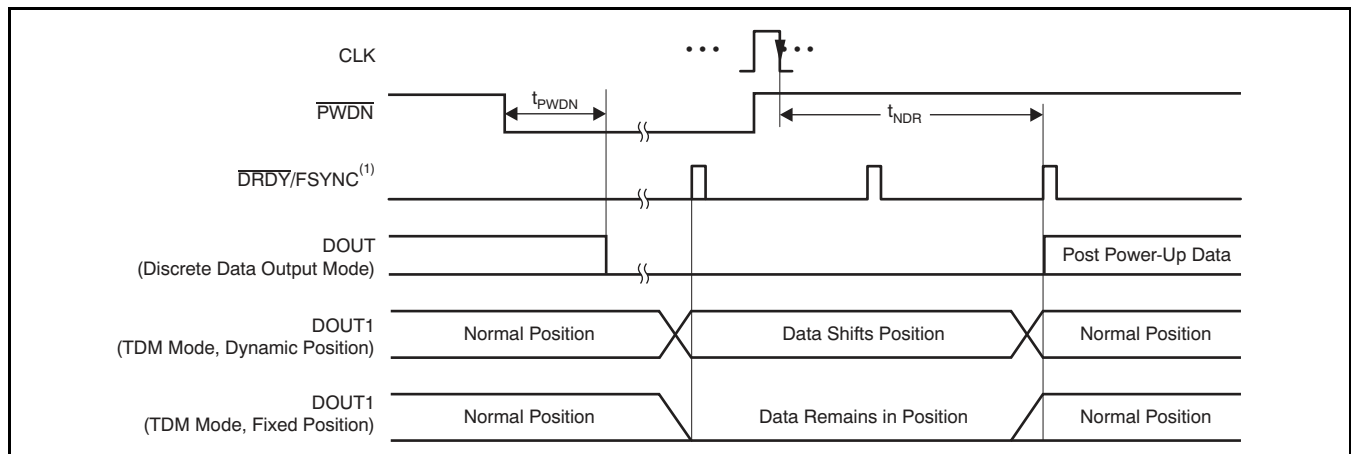 CLK
PWDN
tPWDN
tNDR
DRDY/FSYNC(1)
DOUT
(Discrete Data Output Mode)
Post Power-Up Data
DOUT1
(TDM Mode, Dynamic Position)
Normal Position
Data Shifts Position
Normal Position
DOUT1
(TDM Mode, Fixed Position)
Normal Position
Data Remains in Position
Normal Position